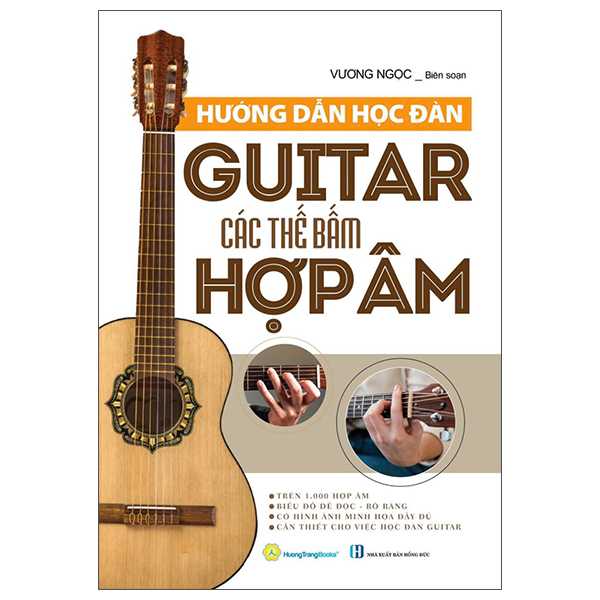 VƯƠNG NGỌC _ Biên soạn
HƯỚNG DẪN HỌC ĐÀN
GUITAR
CÁC THẾ BẤM
HỢP ÂM
• TRÊN 1.000 HỢP ÂM
• BIỂU ĐỒ DỄ ĐỌC - RÕ RÀNG
• CÓ HÌNH ẢNH MINH HỌA ĐẦY ĐỦ
• CẦN THIẾT CHO VIỆC HỌC ĐÀN GUITAR
HuongTrangBooks
NHÀ XUẤT BẢN HỒNG ĐỨC